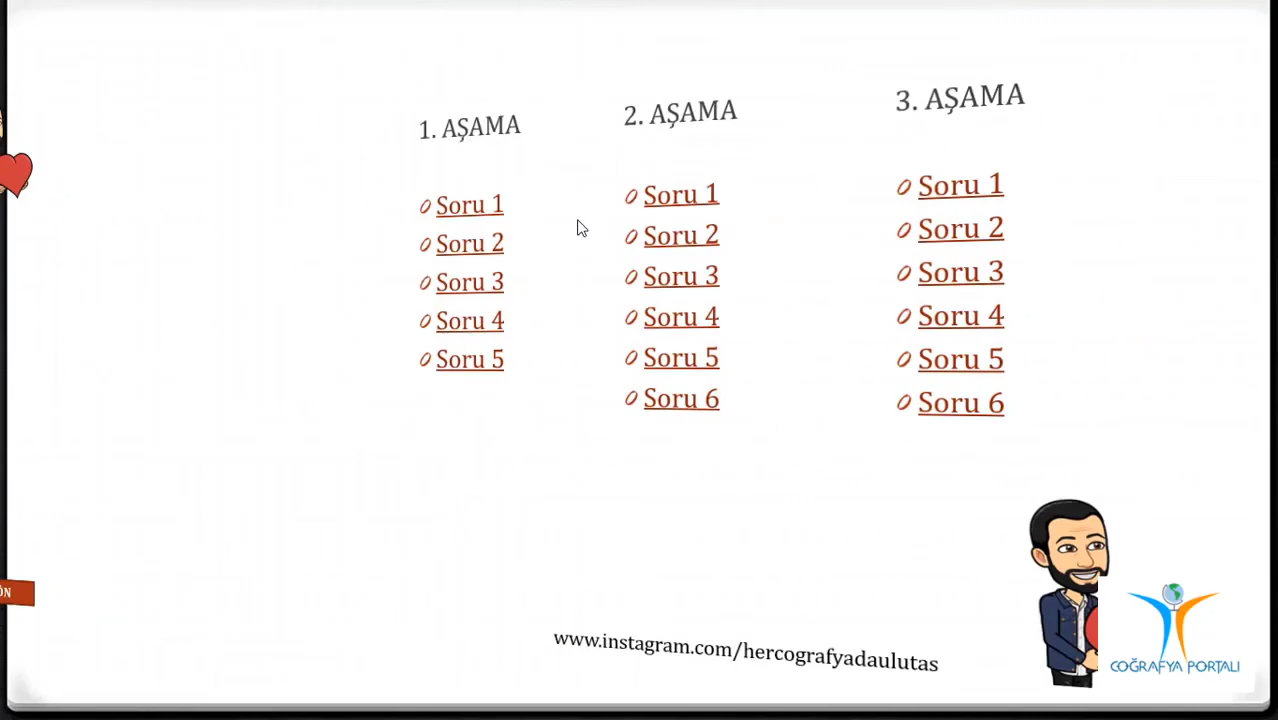 1. AŞAMA
Soru 1
Soru 2
Soru 3
Soru 4
Soru 5
2. AŞAMA
Soru 1
Soru 2
Soru 3
Soru 4
Soru 5
Soru 6
3. AŞAMA
Soru 1
Soru 2
Soru 3
Soru 4
Soru 5
Soru 6
www.instagram.com/hercografyadaulutas
COĞRAFYA PORTALI